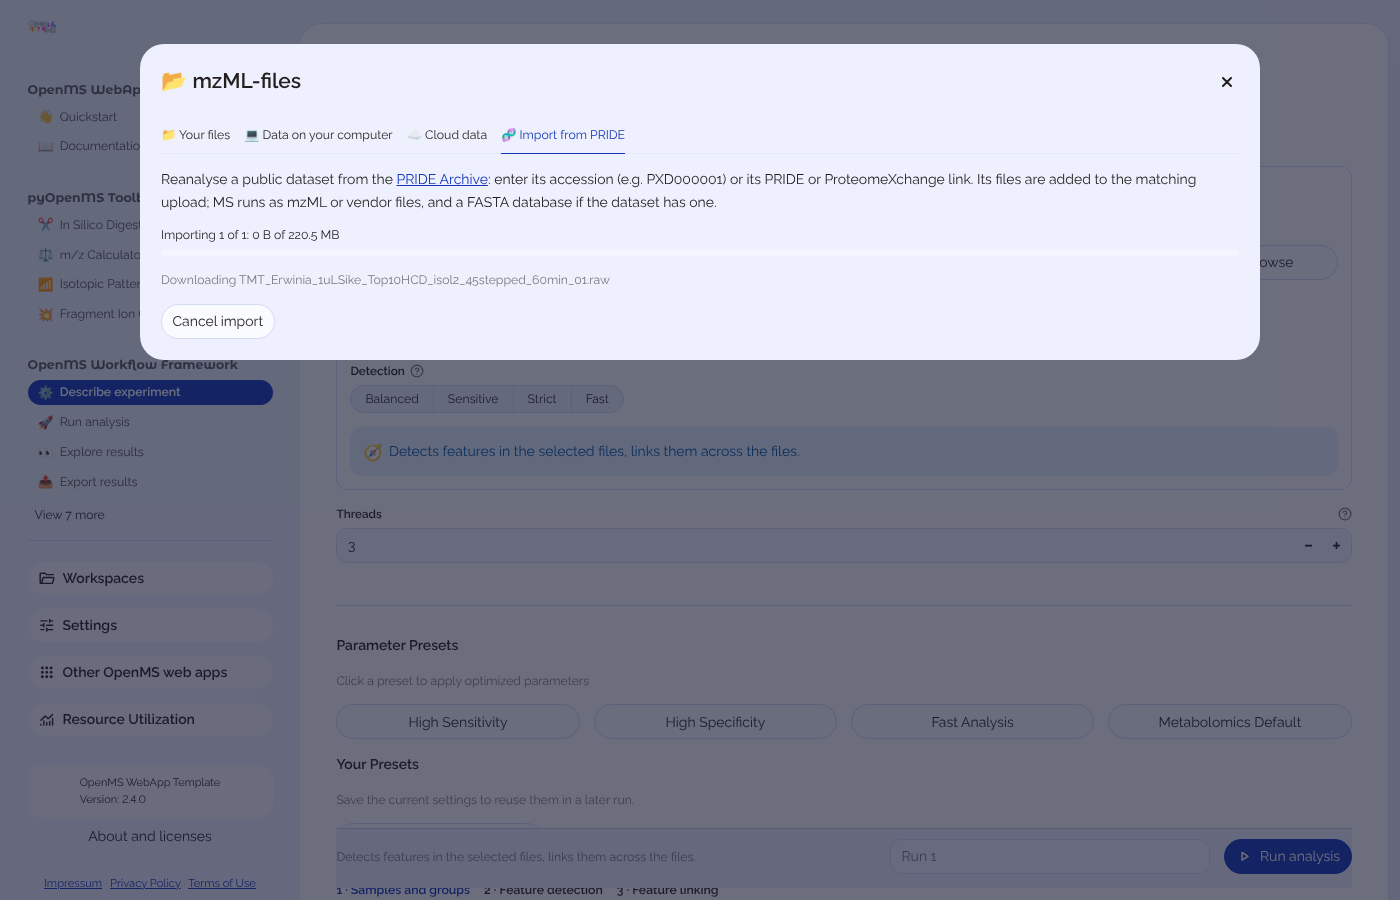 📂 mzML-files
📁 Your files 💻 Data on your computer ☁️ Cloud data 🧬 Import from PRIDE
Reanalyse a public dataset from the PRIDE Archive: enter its accession (e.g. PXD000001) or its PRIDE or ProteomeXchange link. Its files are added to the matching
upload; MS runs as mzML or vendor files, and a FASTA database if the dataset has one.
Importing 1 of 1: 0 B of 220.5 MB
Downloading TMT_Erwinia_1uLSike_Top10HCD_isol2_45stepped_60min_01.raw
Cancel import
OpenMS WebAp
Quickstart
Documentatio
pyOpenMS Toolb
In Silico Digest
m/z Calculato
Isotopic Patter
Fragment Ion
OpenMS Workflow Framework
Describe experiment
Run analysis
Explore results
Export results
View 7 more
Workspaces
Settings
Other OpenMS web apps
Resource Utilization
OpenMS WebApp Template
Version: 2.4.0
About and licenses
Impressum Privacy Policy Terms of Use
owse
Detection
Balanced Sensitive Strict Fast
Detects features in the selected files, links them across the files.
Threads
3
Parameter Presets
Click a preset to apply optimized parameters
High Sensitivity High Specificity Fast Analysis Metabolomics Default
Your Presets
Save the current settings to reuse them in a later run.
Detects features in the selected files, links them across the files. Run 1 Run analysis
1 · Samples and groups 2 · Feature detection 3 · Feature linking